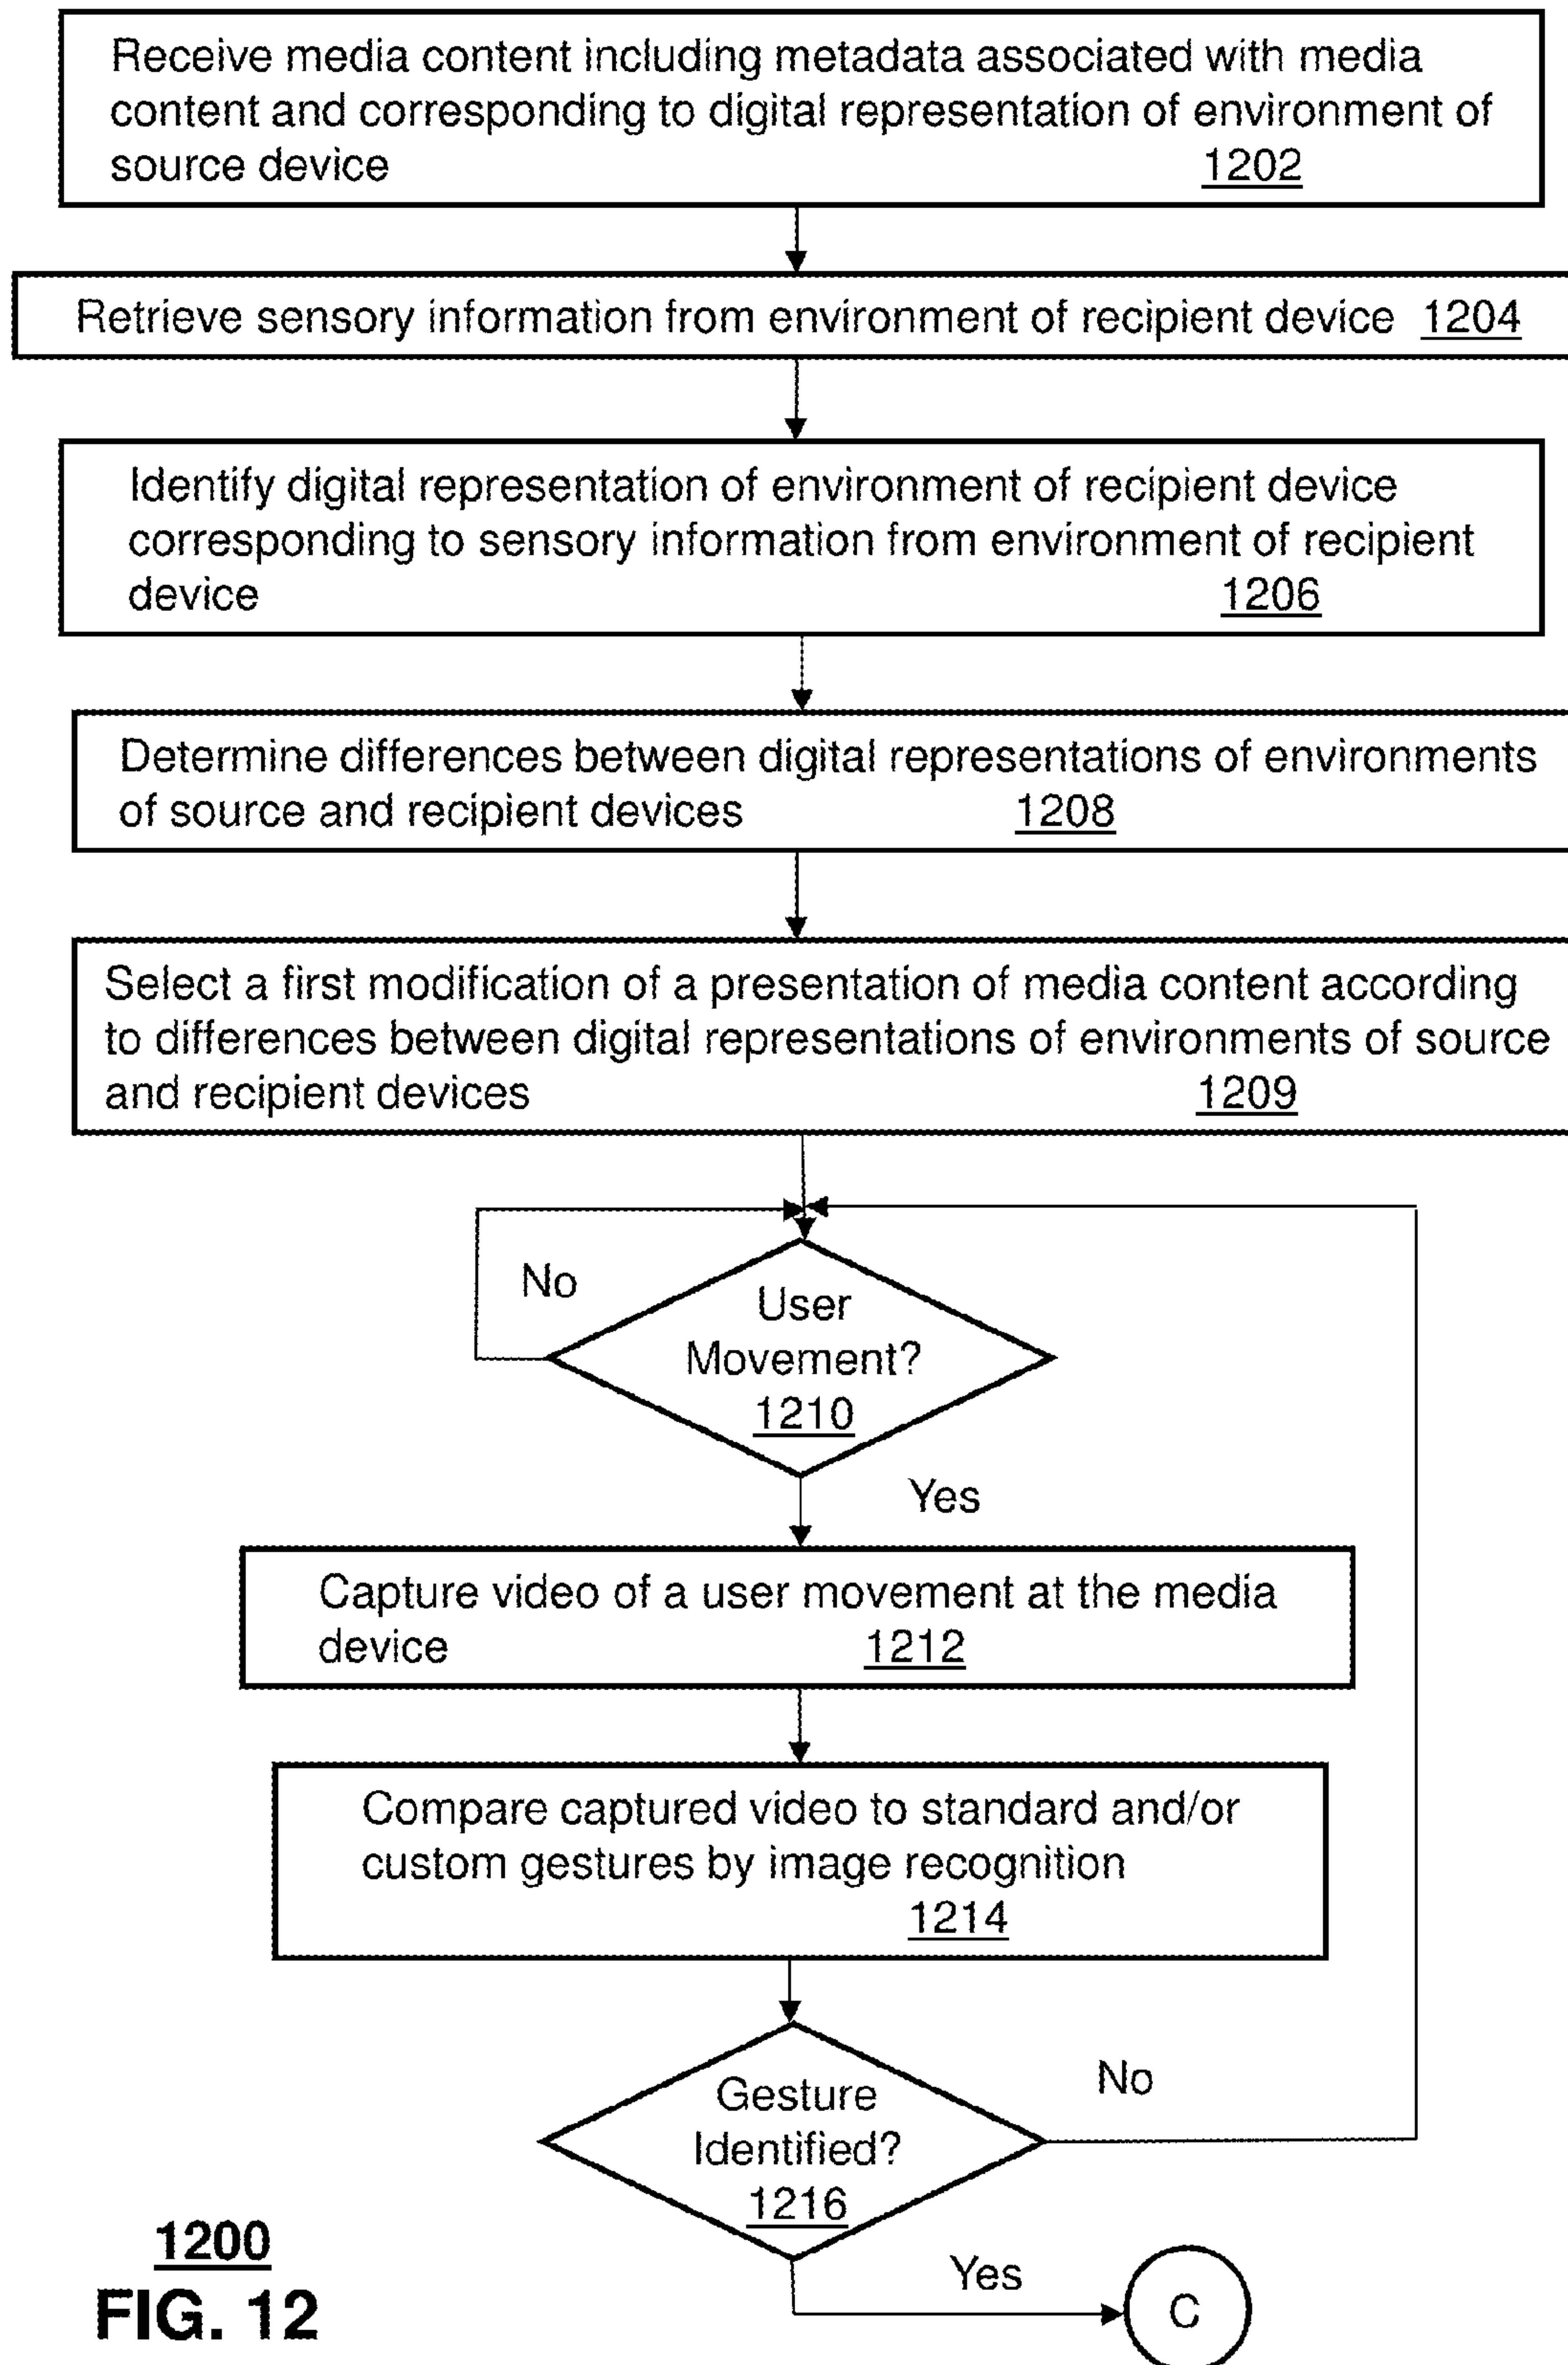 Receive media content including metadata associated with media
content and corresponding to digital representation of environment of
source device 1202
Retrieve sensory information from environment of recipient device 1204
Identify digital representation of environment of recipient device
corresponding to sensory information from environment of recipient
device 1206
Determine differences between digital representations of environments
of source and recipient devices 1208
Select a first modification of a presentation of media content according
to differences between digital representations of environments of source
and recipient devices 1209
No
User
Movement?
1210
Yes
Capture video of a user movement at the media
device 1212
Compare captured video to standard and/or
custom gestures by image recognition
1214
No
Gesture
Identified?
1216
Yes
C
1200
FIG. 12